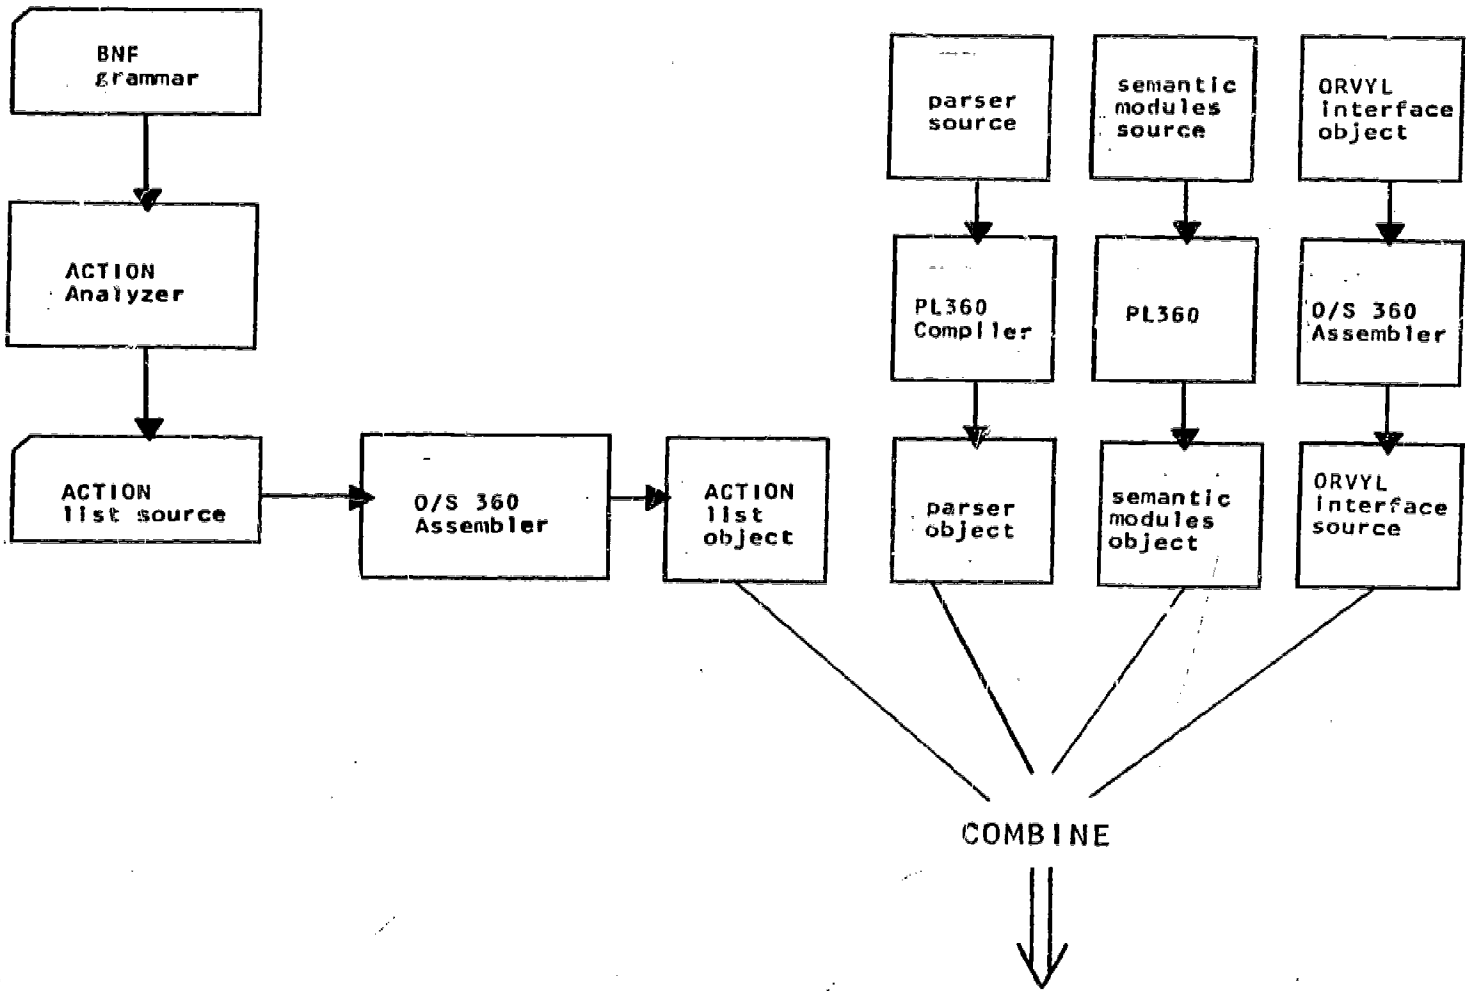 BNF
grammar
ACTION
Analyzer
ACTION
list source
O/S 360
Assembler
ACTION
list
object
parser
source
PL360
Compiler
parser
object
semantic
modules
source
PL360
semantic
modules
object
ORVYL
interface
object
O/S 360
Assembler
ORVYL
interface
source
COMBINE